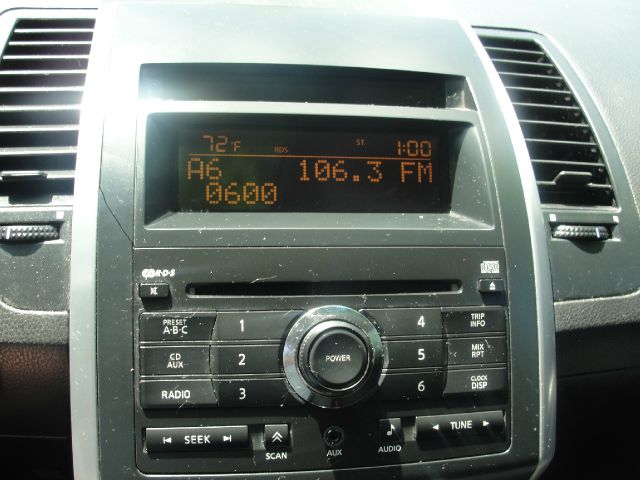 72°F RDS ST. 1:00
A6 106.3 FM
0600
R·D·S
PRESET A·B·C
1
4
TRIP INFO
CD AUX
2
POWER
5
MIX RPT
RADIO
3
6
CLOCK DISP
SEEK
SCAN
AUX
AUDIO
TUNE